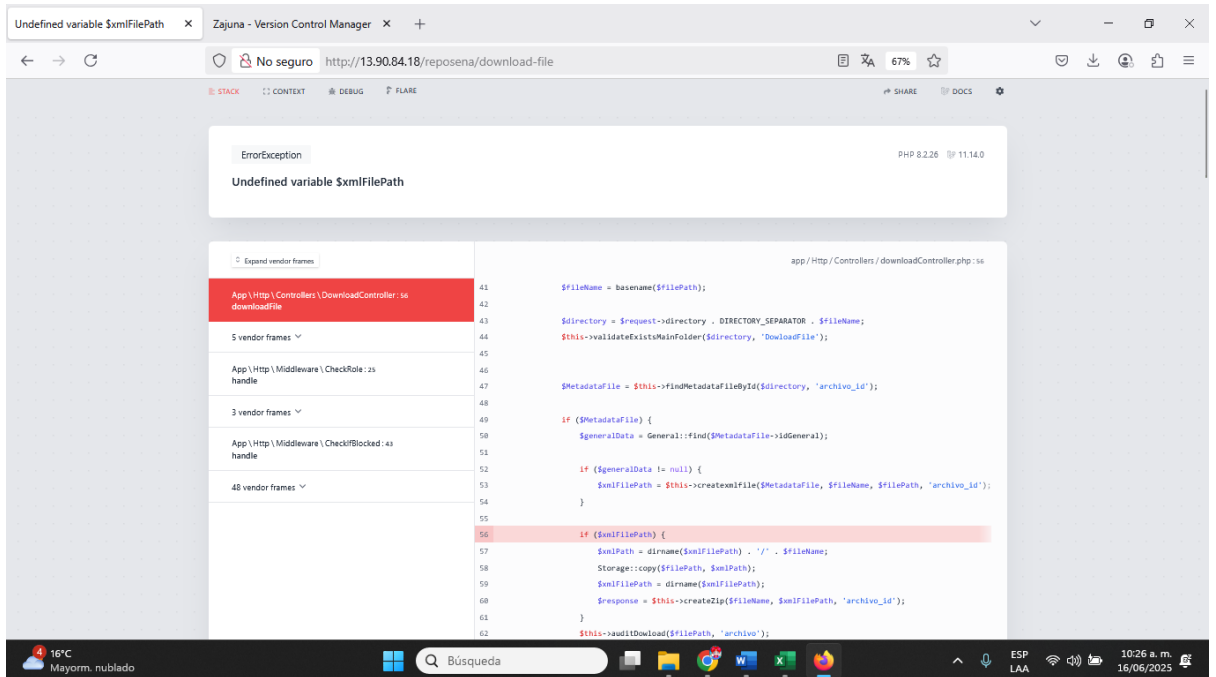 Undefined variable $xmlFilePath
Zajuna - Version Control Manager
No seguro http://13.90.84.18/reposena/download-file 67%
STACK CONTEXT DEBUG FLARE SHARE DOCS
ErrorException PHP 8.2.26 11.14.0
Undefined variable $xmlFilePath
Expand vendor frames
app / Http / Controllers / downloadController.php : 56
App \ Http \ Controllers \ DownloadController : 56
downloadFile
5 vendor frames
App \ Http \ Middleware \ CheckRole : 25
handle
3 vendor frames
App \ Http \ Middleware \ CheckIfBlocked : 43
handle
48 vendor frames
41 $fileName = basename($filePath);
42
43 $directory = $request->directory . DIRECTORY_SEPARATOR . $fileName;
44 $this->validateExistsMainFolder($directory, 'DowloadFile');
45
46
47 $MetadataFile = $this->findMetadataFileById($directory, 'archivo_id');
48
49 if ($MetadataFile) {
50 $generalData = General::find($MetadataFile->idGeneral);
51
52 if ($generalData != null) {
53 $xmlFilePath = $this->createxmlfile($MetadataFile, $fileName, $filePath, 'archivo_id');
54 }
55
56 if ($xmlFilePath) {
57 $xmlPath = dirname($xmlFilePath) . '/' . $fileName;
58 Storage::copy($filePath, $xmlPath);
59 $xmlFilePath = dirname($xmlFilePath);
60 $response = $this->createZip($fileName, $xmlFilePath, 'archivo_id');
61 }
62 $this->auditDowload($filePath, 'archivo');
4
16°C
Mayorm. nublado
Búsqueda
ESP
LAA
10:26 a. m.
16/06/2025